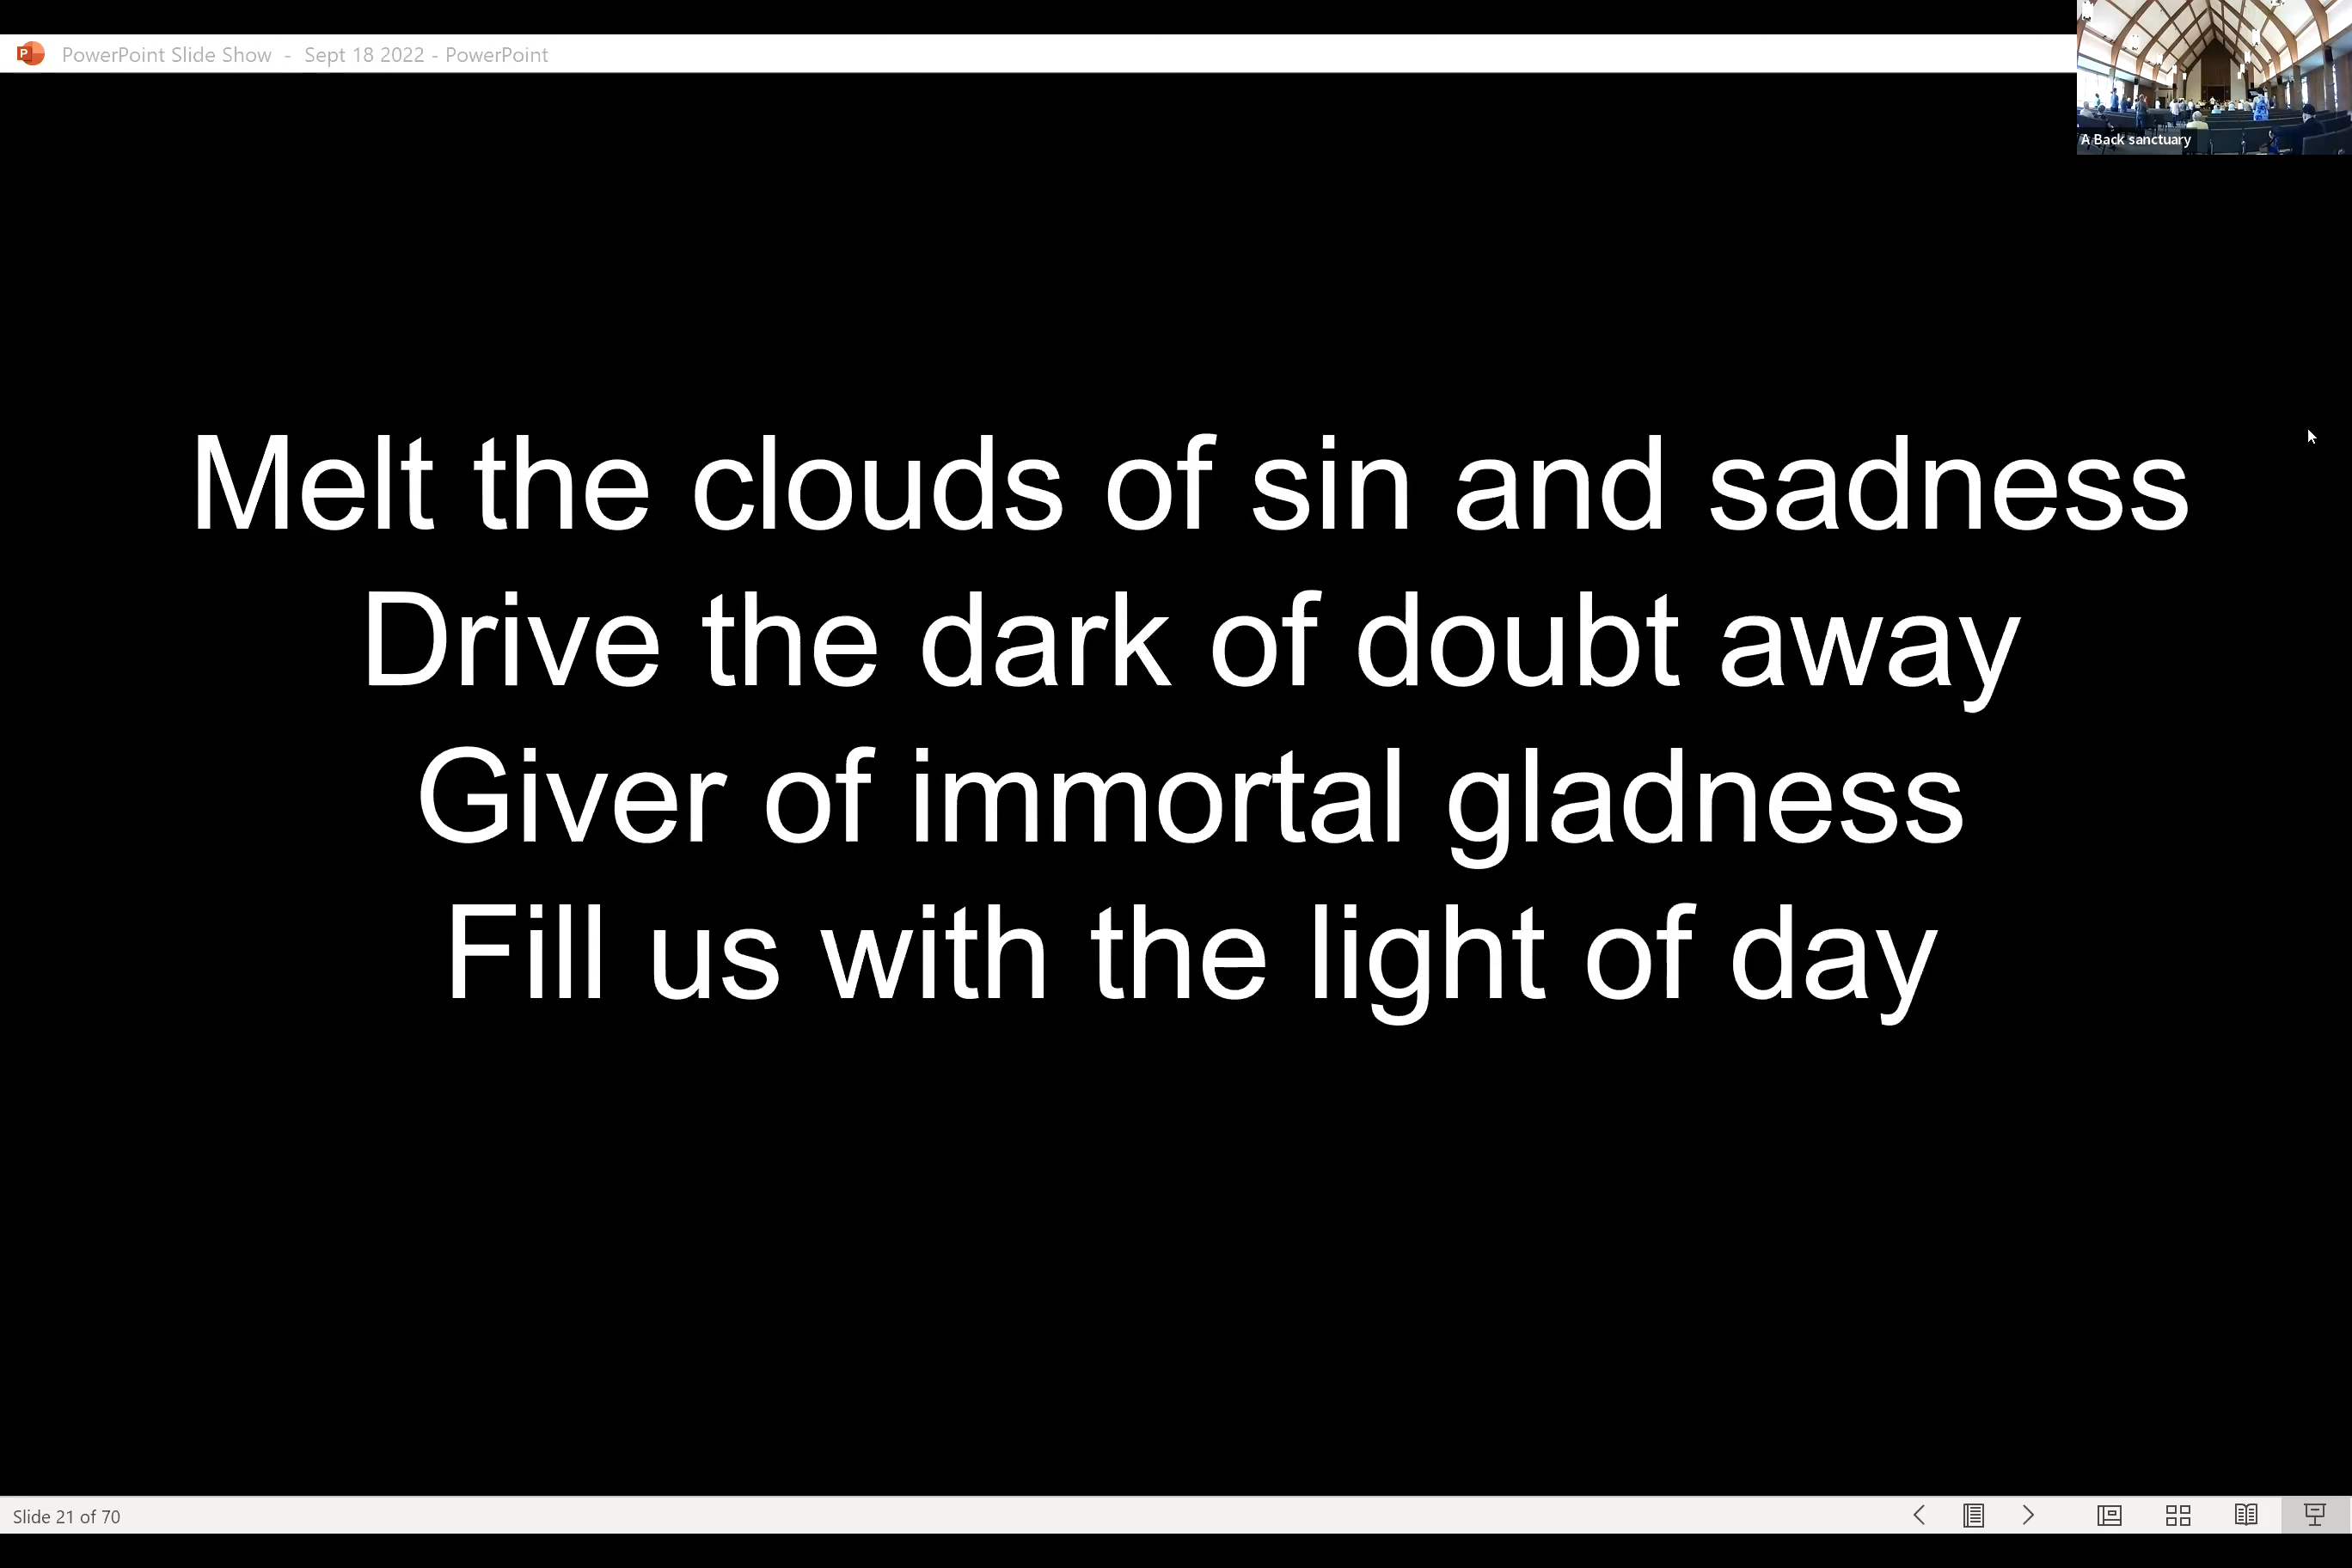 PowerPoint Slide Show - Sept 18 2022 - PowerPoint
A Back sanctuary
Melt the clouds of sin and sadness
Drive the dark of doubt away
Giver of immortal gladness
Fill us with the light of day
Slide 21 of 70